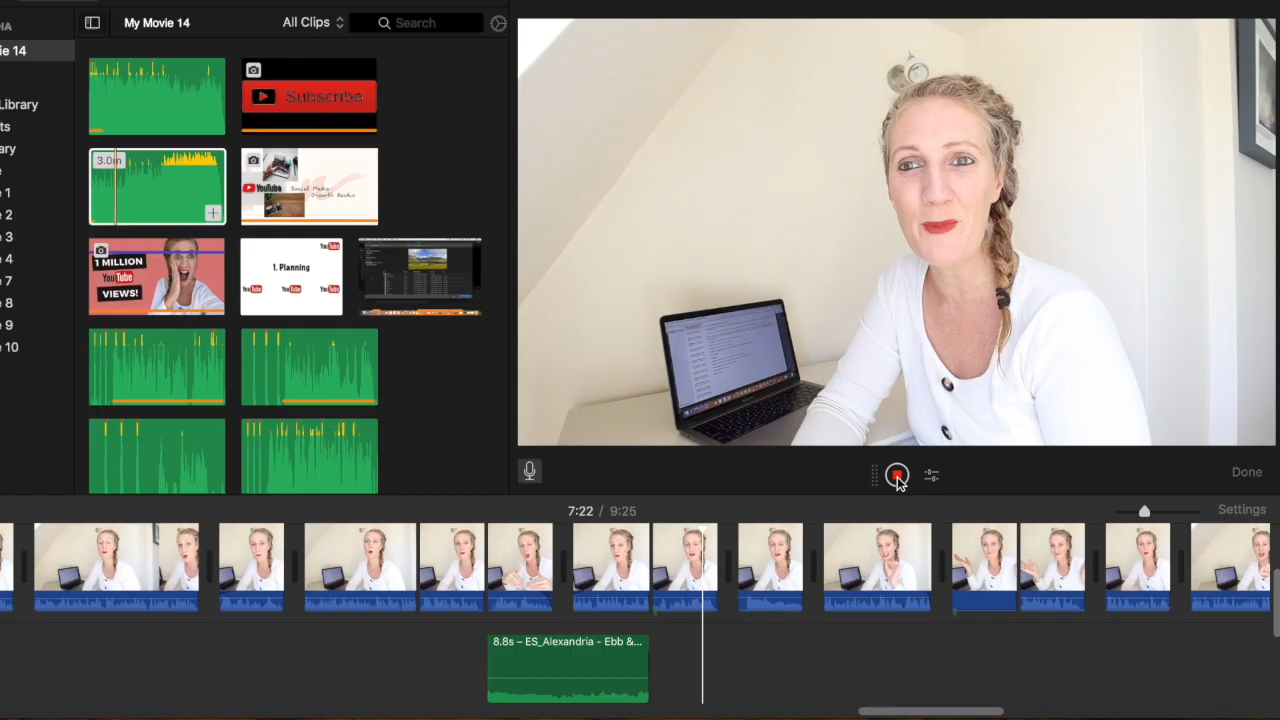 IA
My Movie 14
All Clips
Search
ie 14
Library
ts
ary
e
e 1
e 2
e 3
e 4
e 7
e 8
e 9
e 10
Subscribe
3.0m
YouTube
Social Media
1 MILLION
YouTube
VIEWS!
YouTube
1. Planning
YouTube
Done
7:22 / 9:25
Settings
8.8s – ES_Alexandria - Ebb &...